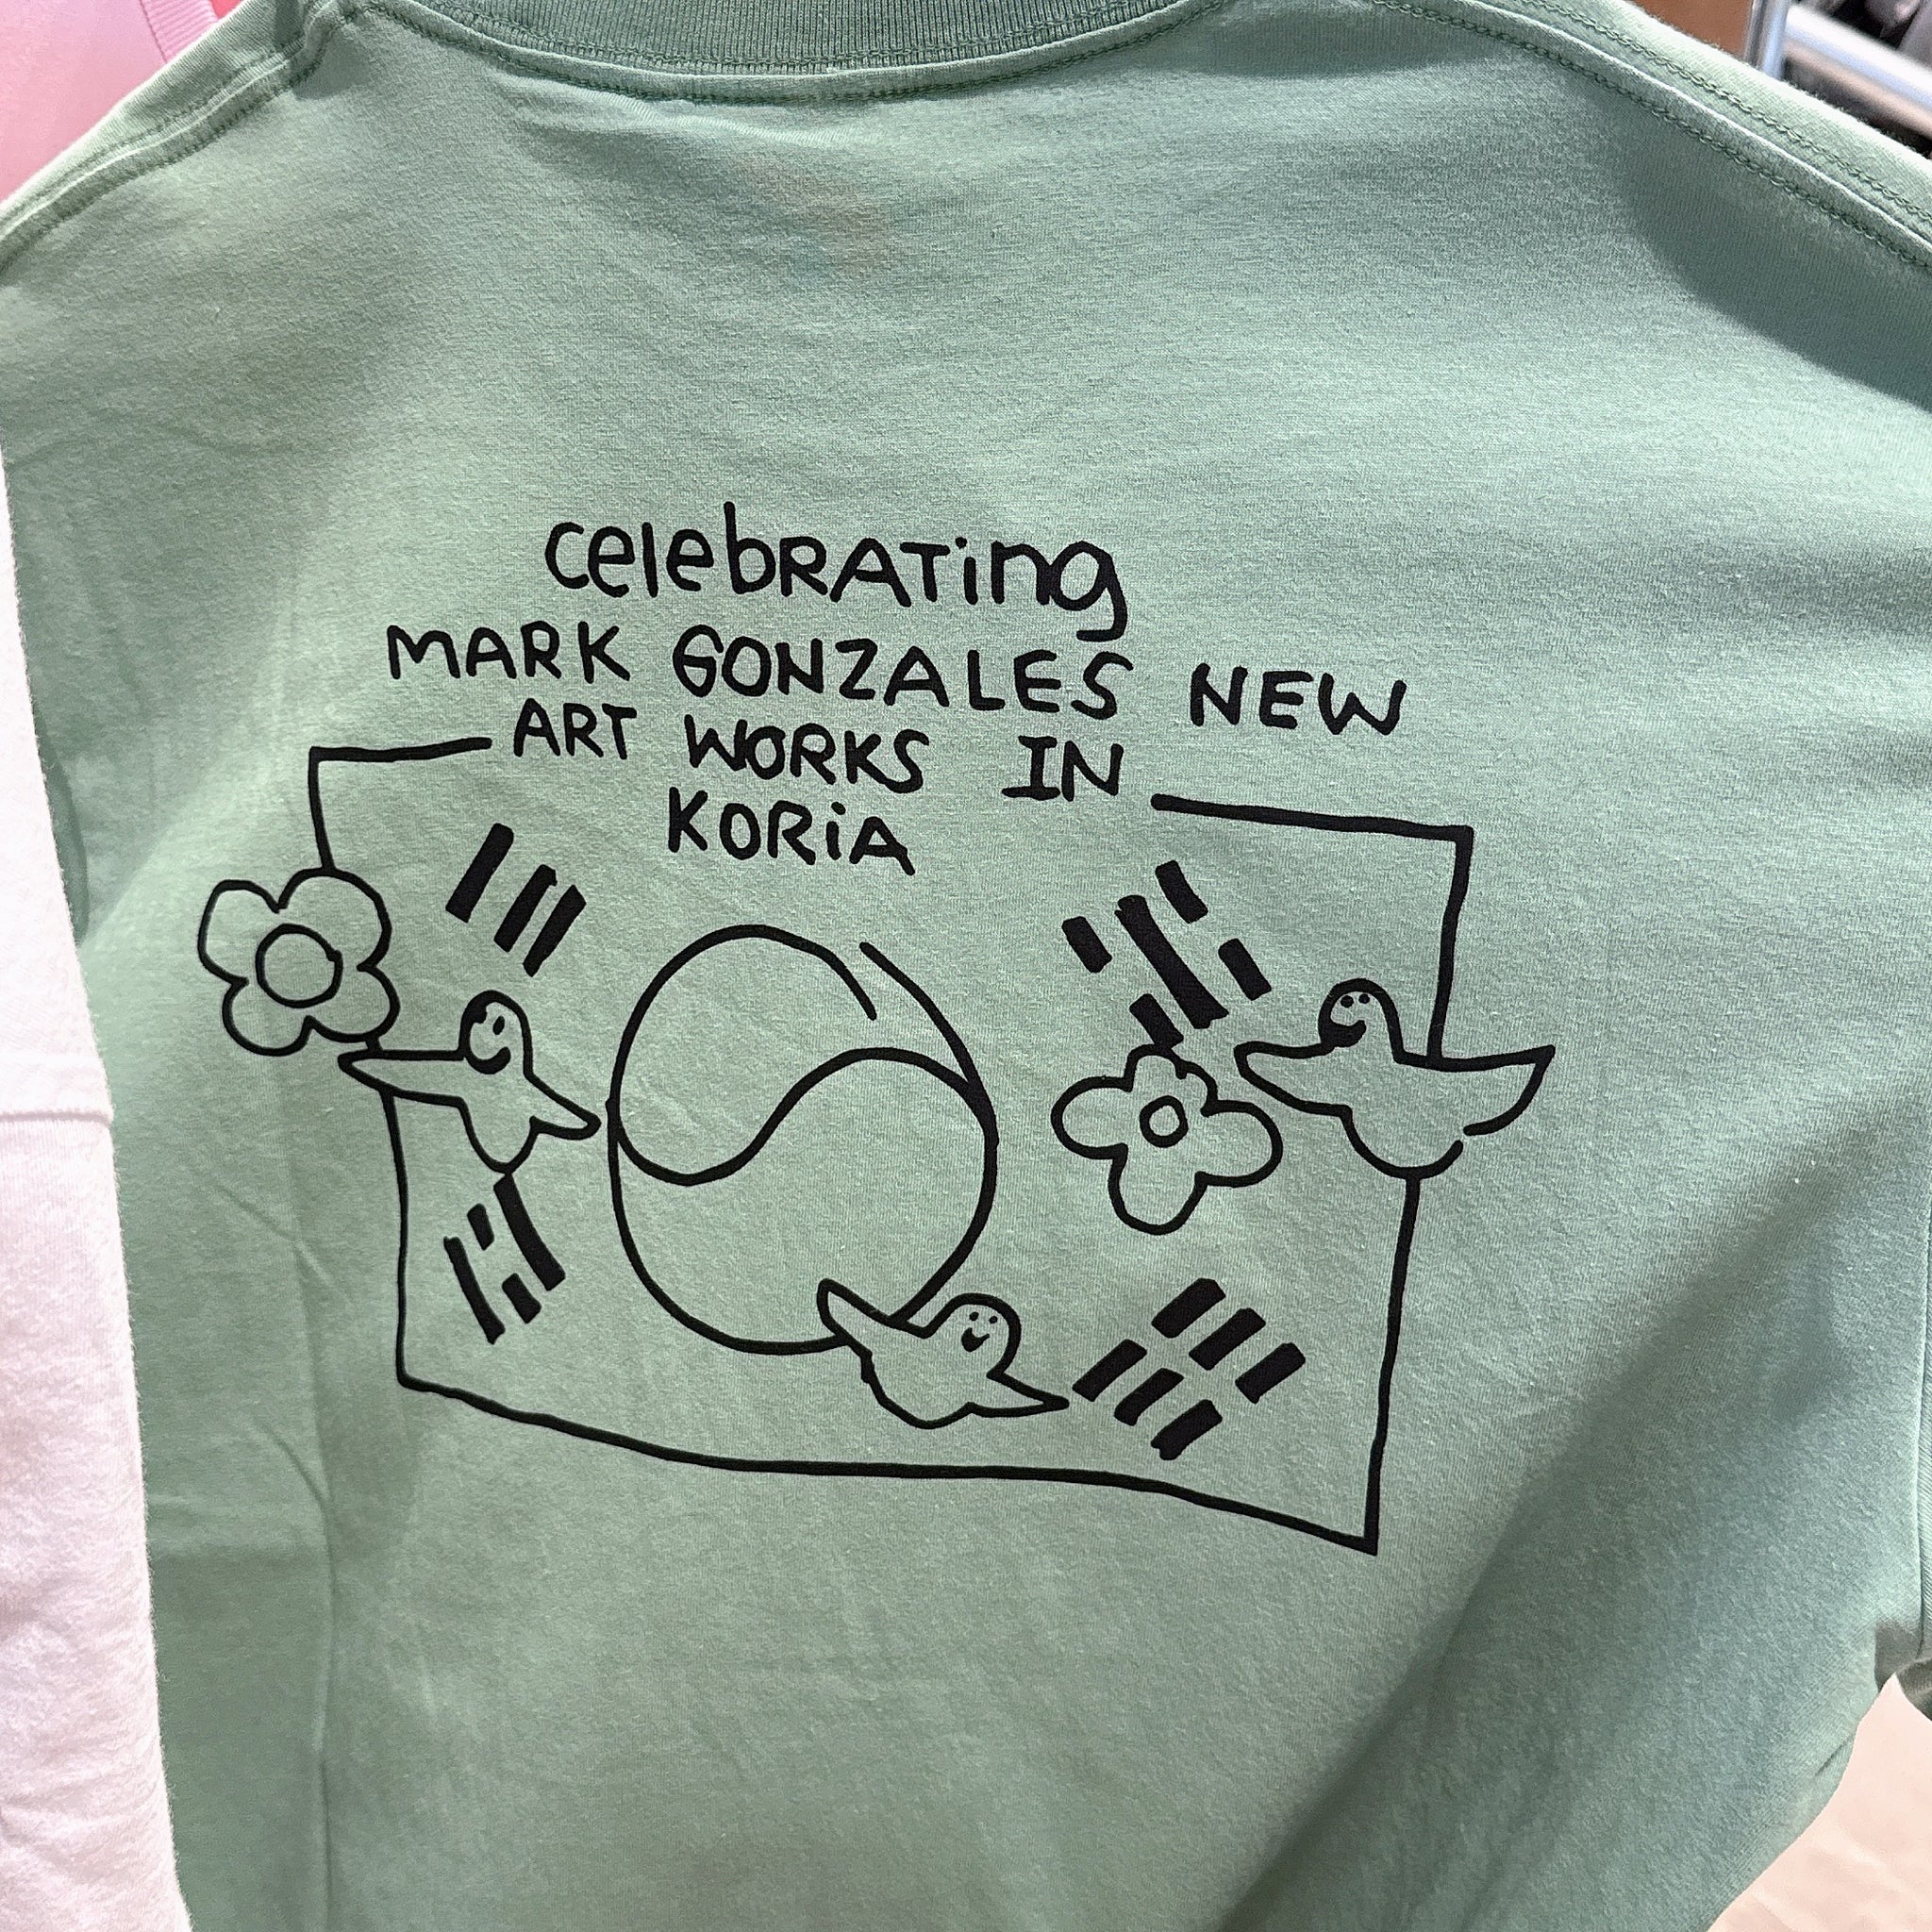 celebRATing
MARK GONZALES NEW
ART WORKS IN
KORiA